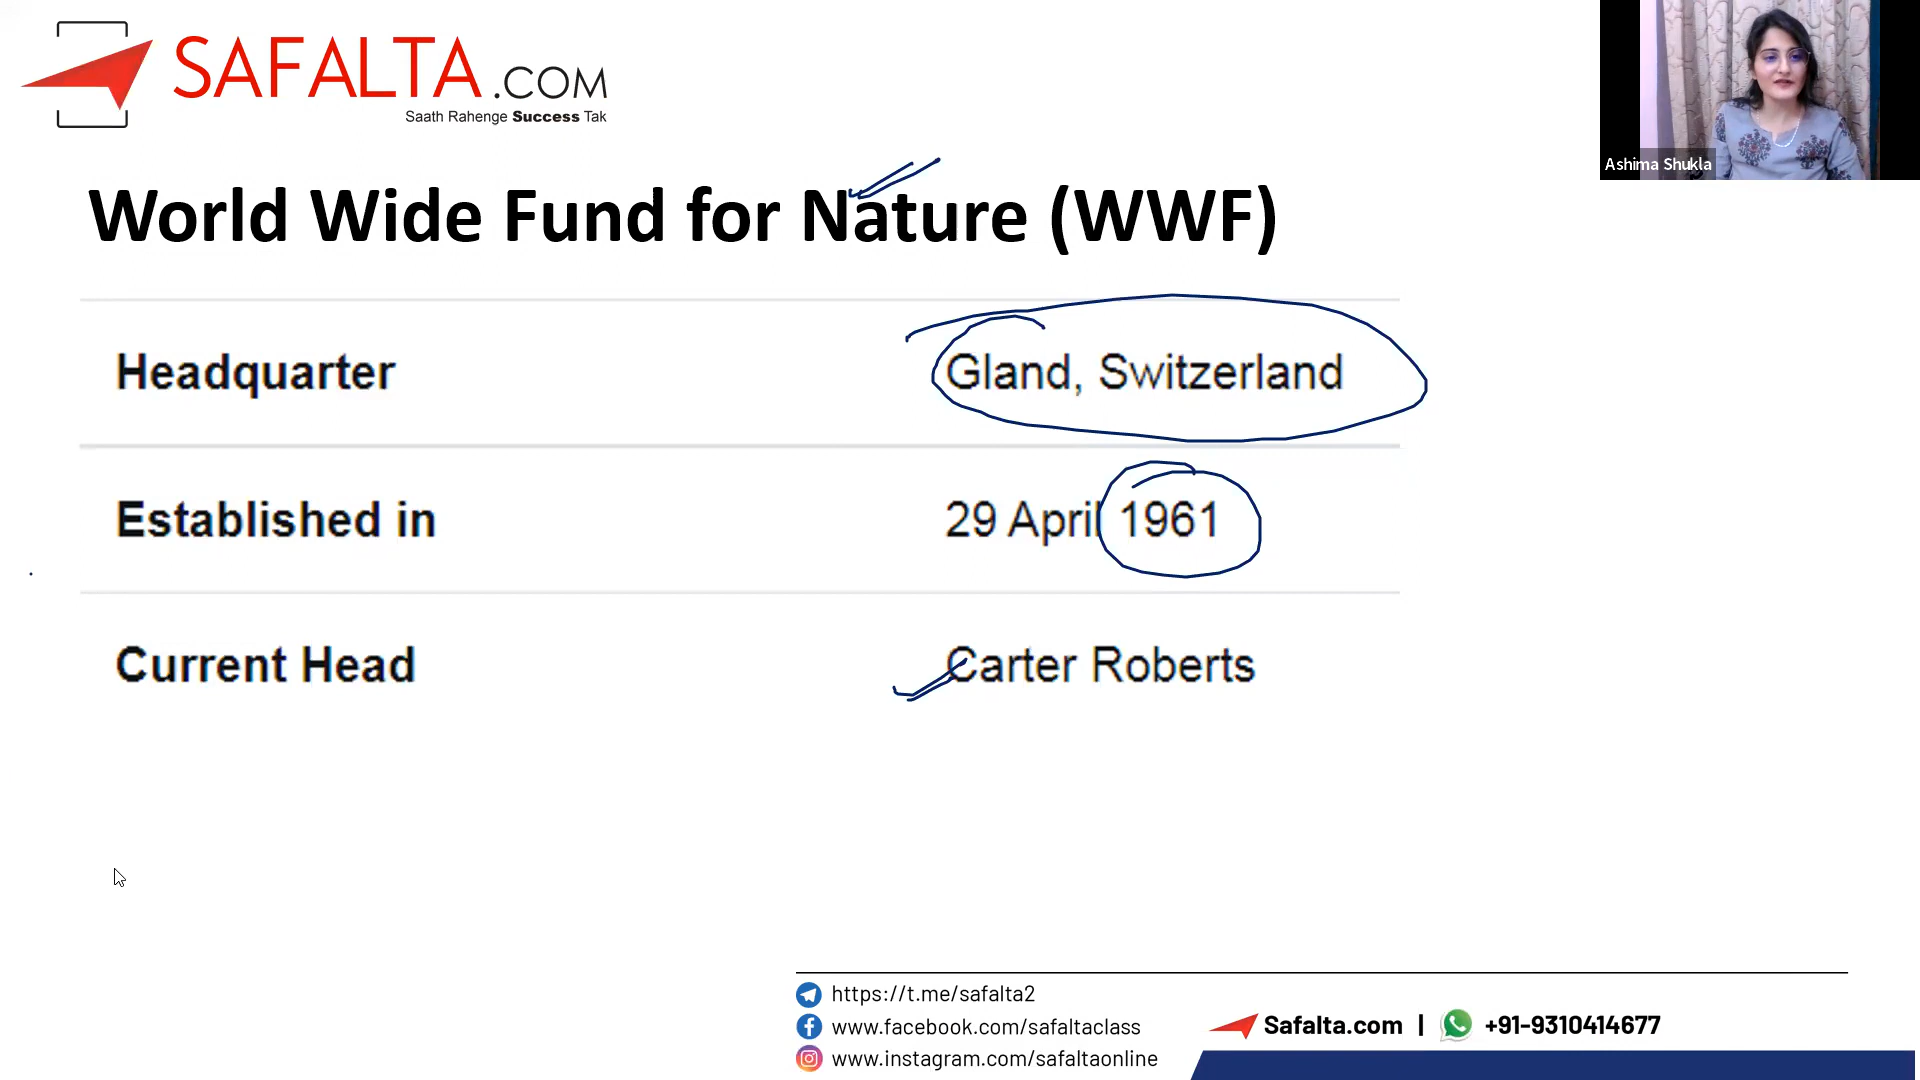 SAFALTA.COM
Saath Rahenge Success Tak
Ashima Shukla
World Wide Fund for Nature (WWF)
Headquarter Gland, Switzerland
Established in 29 April 1961
Current Head Carter Roberts
https://t.me/safalta2
www.facebook.com/safaltaclass
www.instagram.com/safaltaonline
Safalta.com | +91-9310414677